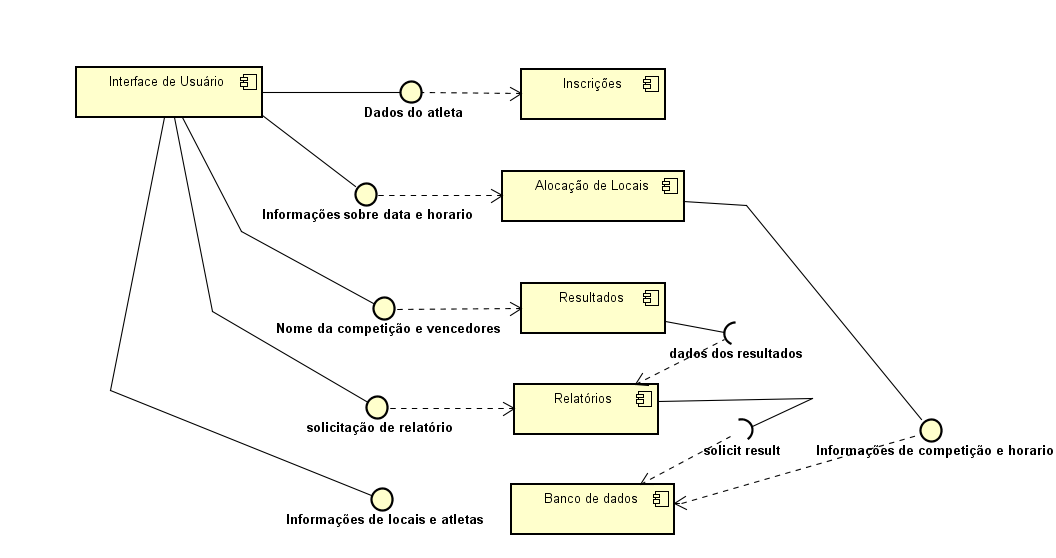 Interface de Usuário
Inscrições
Dados do atleta
Alocação de Locais
Informações sobre data e horario
Resultados
Nome da competição e vencedores
dados dos resultados
Relatórios
solicitação de relatório
solicit result
Informações de competição e horario
Banco de dados
Informações de locais e atletas